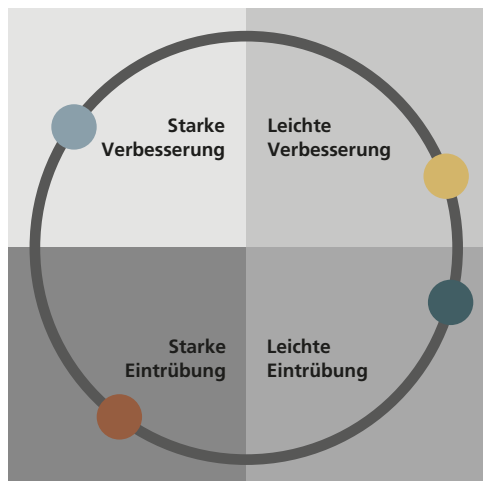 Starke
Verbesserung
Leichte
Verbesserung
Starke
Eintrübung
Leichte
Eintrübung